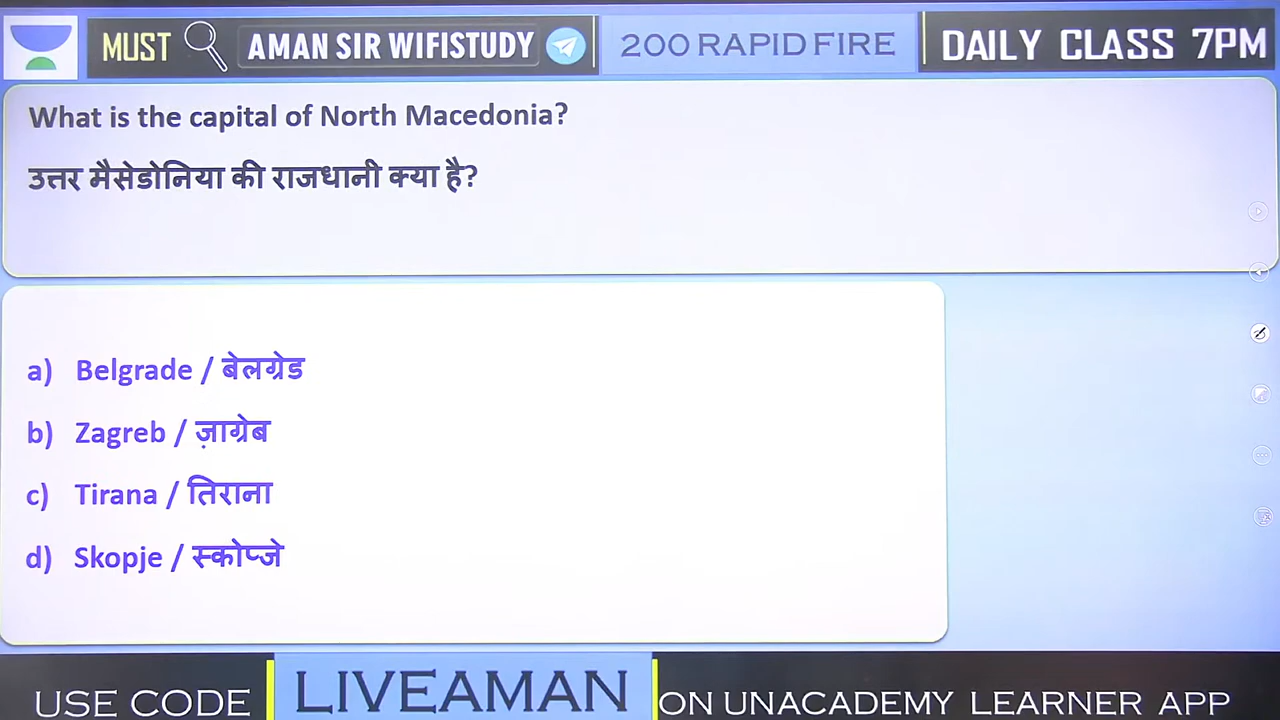 MUST AMAN SIR WIFISTUDY 200 RAPID FIRE DAILY CLASS 7PM
What is the capital of North Macedonia?
उत्तर मैसेडोनिया की राजधानी क्या है?
a) Belgrade / बेलग्रेड
b) Zagreb / ज़ाग्रेब
c) Tirana / तिराना
d) Skopje / स्कोप्जे
USE CODE LIVEAMAN ON UNACADEMY LEARNER APP